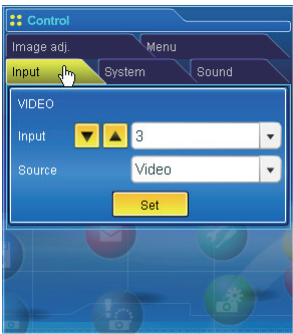 Control
Image adj. Menu
Input System Sound
VIDEO
Input 3
Source Video
Set